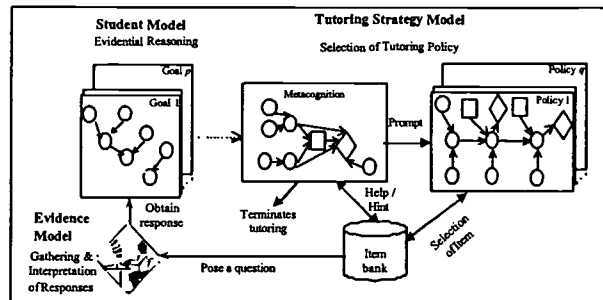 Student Model
Evidential Reasoning
Tutoring Strategy Model
Selection of Tutoring Policy
Goal p
Goal 1
Metacognition
Prompt
Policy q
Policy 1
Obtain
response
Terminates
tutoring
Help /
Hint
Selection
of Item
Evidence
Model
Gathering &
Interpretation
of Responses
Pose a question
Item
bank